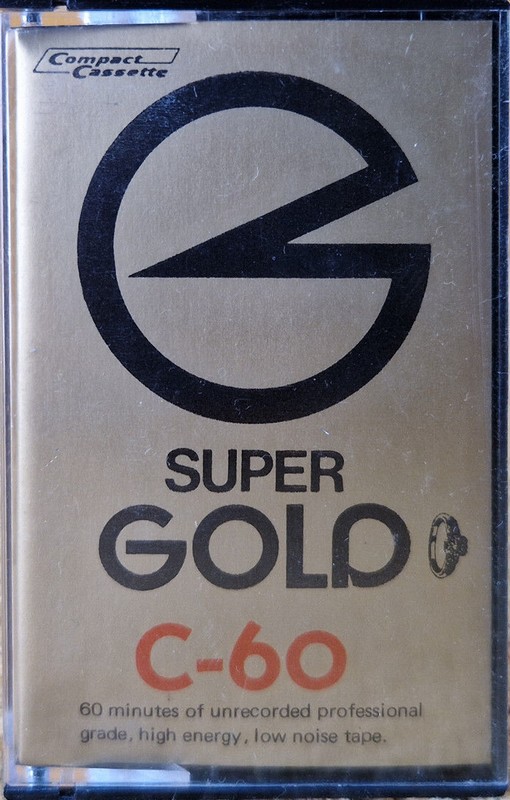 Compact
Cassette
SUPER
GOLD
C-60
60 minutes of unrecorded professional
grade, high energy, low noise tape.